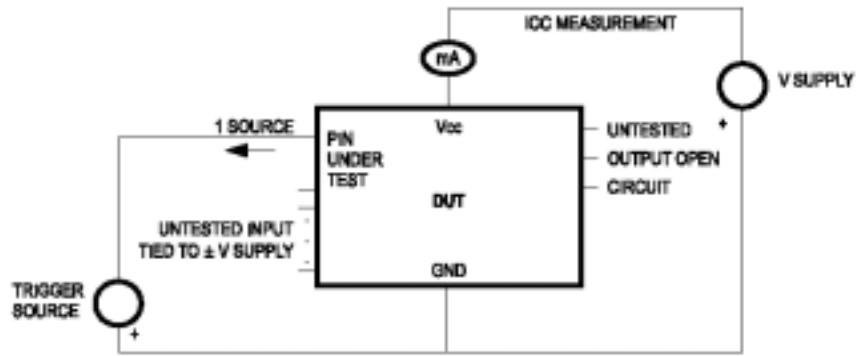 ICC MEASUREMENT
mA
V SUPPLY
+
1 SOURCE
Vcc
PIN
UNDER
TEST
UNTESTED
OUTPUT OPEN
CIRCUIT
DUT
UNTESTED INPUT
TIED TO ± V SUPPLY
GND
TRIGGER
SOURCE
+